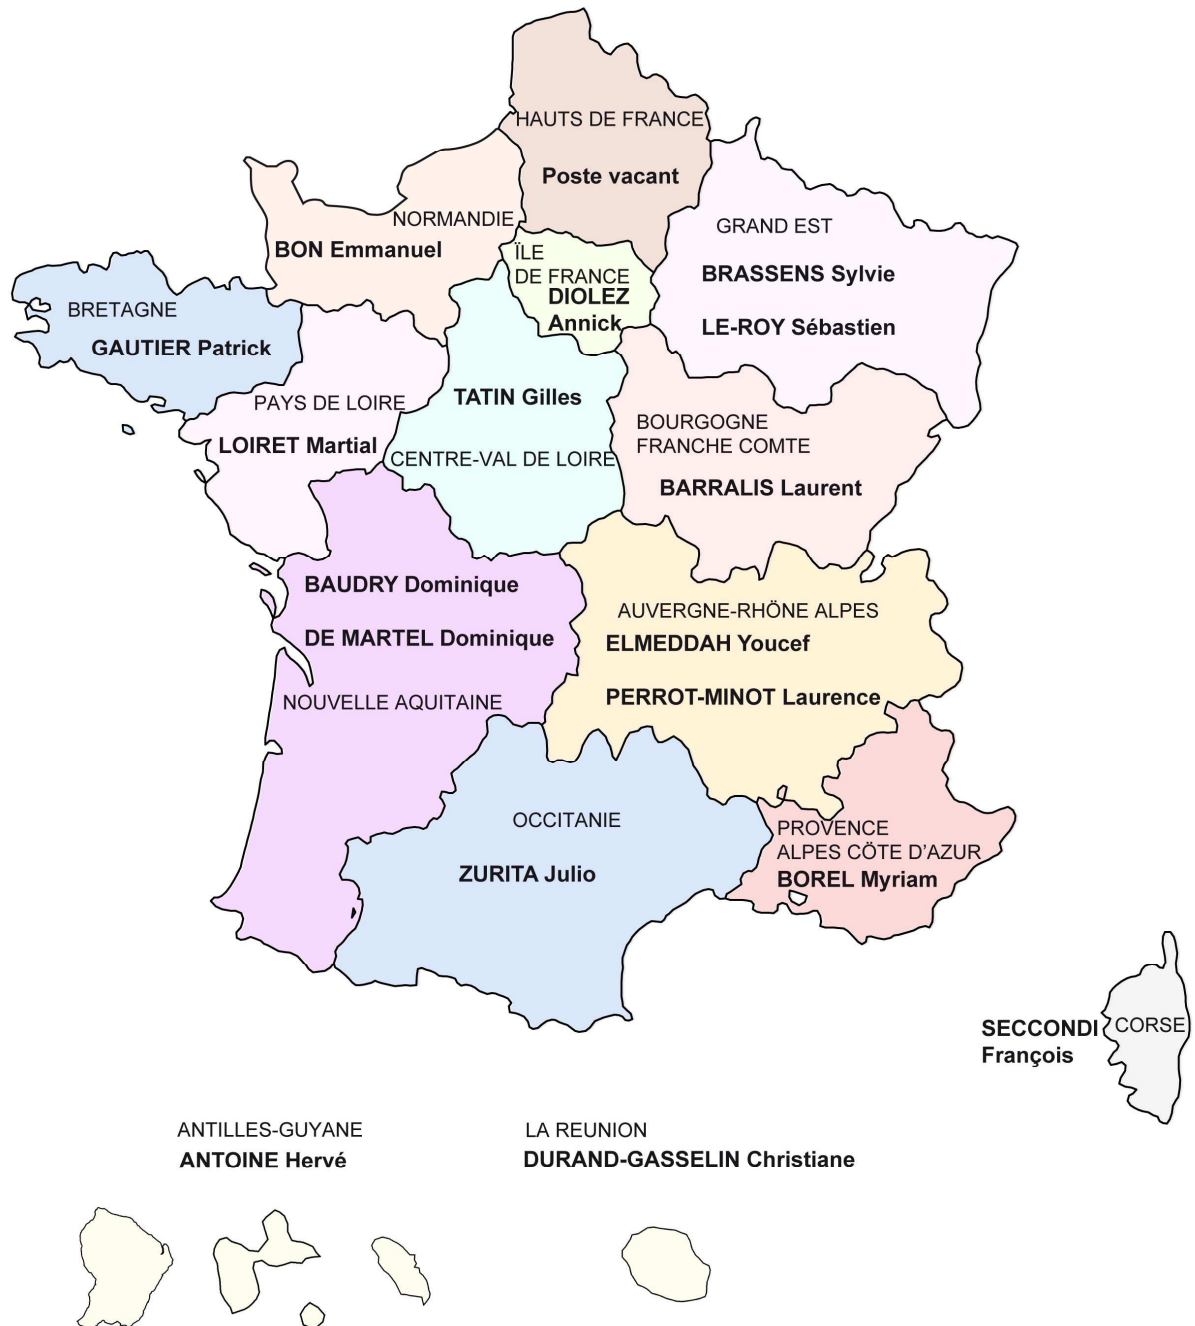 HAUTS DE FRANCE
Poste vacant
NORMANDIE
BON Emmanuel
ÏLE
DE FRANCE
DIOLEZ
Annick
GRAND EST
BRASSENS Sylvie
LE-ROY Sébastien
BRETAGNE
GAUTIER Patrick
PAYS DE LOIRE
LOIRET Martial
TATIN Gilles
CENTRE-VAL DE LOIRE
BOURGOGNE
FRANCHE COMTE
BARRALIS Laurent
BAUDRY Dominique
DE MARTEL Dominique
NOUVELLE AQUITAINE
AUVERGNE-RHÖNE ALPES
ELMEDDAH Youcef
PERROT-MINOT Laurence
OCCITANIE
ZURITA Julio
PROVENCE
ALPES CÖTE D'AZUR
BOREL Myriam
SECCONDI
François
CORSE
ANTILLES-GUYANE
ANTOINE Hervé
LA REUNION
DURAND-GASSELIN Christiane